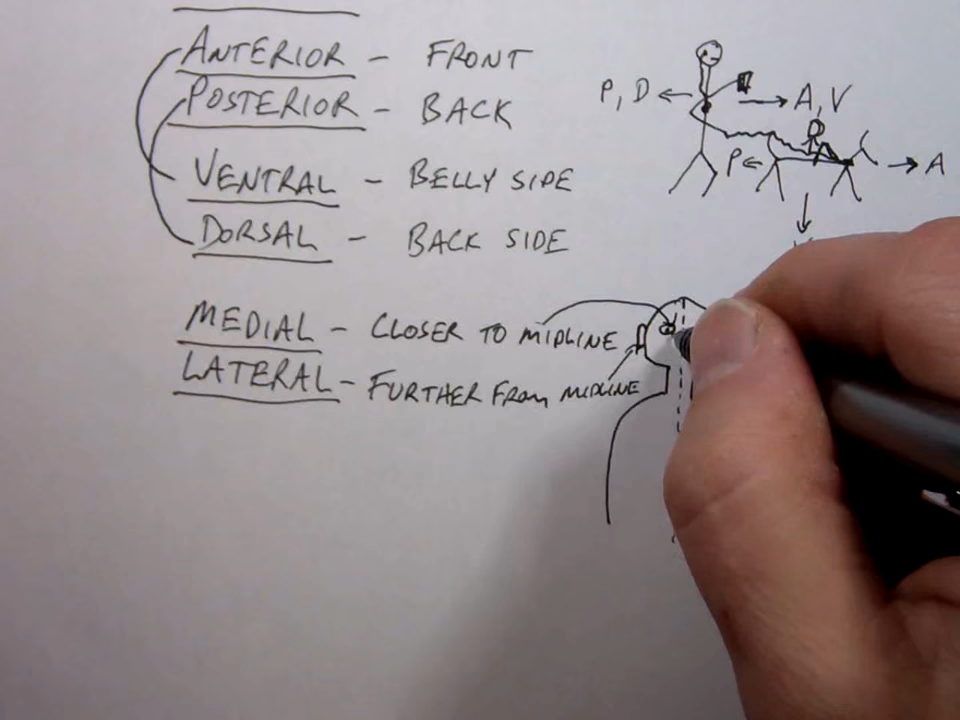 ANTERIOR - FRONT
POSTERIOR - BACK
VENTRAL - BELLY SIDE
DORSAL - BACK SIDE
MEDIAL - CLOSER TO MIDLINE
LATERAL - FURTHER FROM MIDLINE
P, D
A, V
P
A